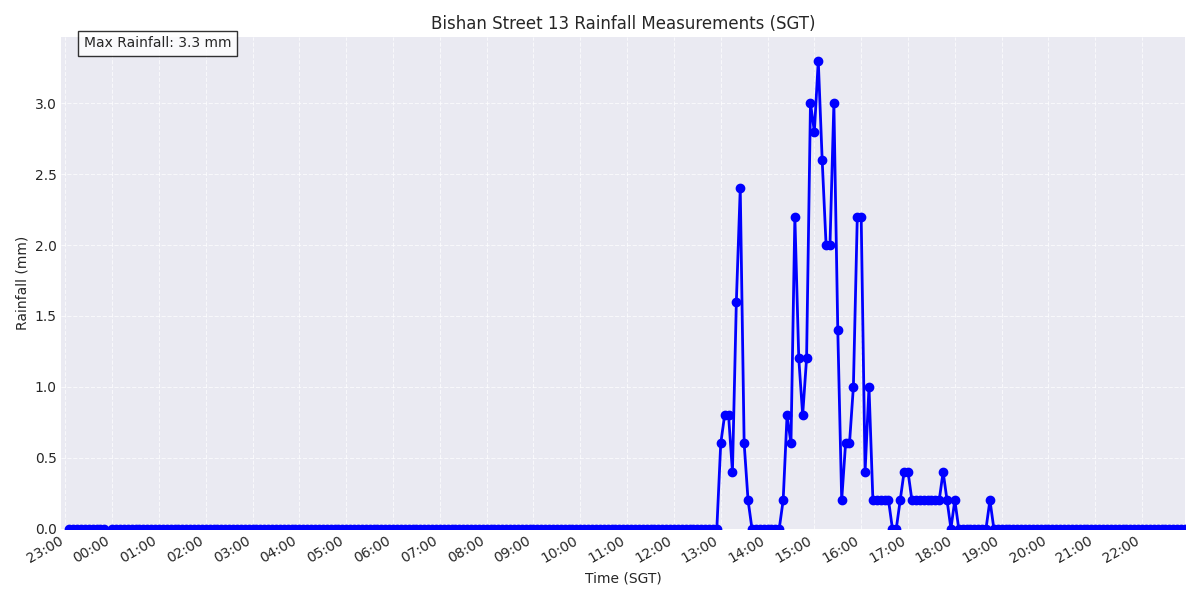 Bishan Street 13 Rainfall Measurements (SGT)
Max Rainfall: 3.3 mm
Rainfall (mm)
3.0
2.5
2.0
1.5
1.0
0.5
0.0
23:00 00:00 01:00 02:00 03:00 04:00 05:00 06:00 07:00 08:00 09:00 10:00 11:00 12:00 13:00 14:00 15:00 16:00 17:00 18:00 19:00 20:00 21:00 22:00
Time (SGT)